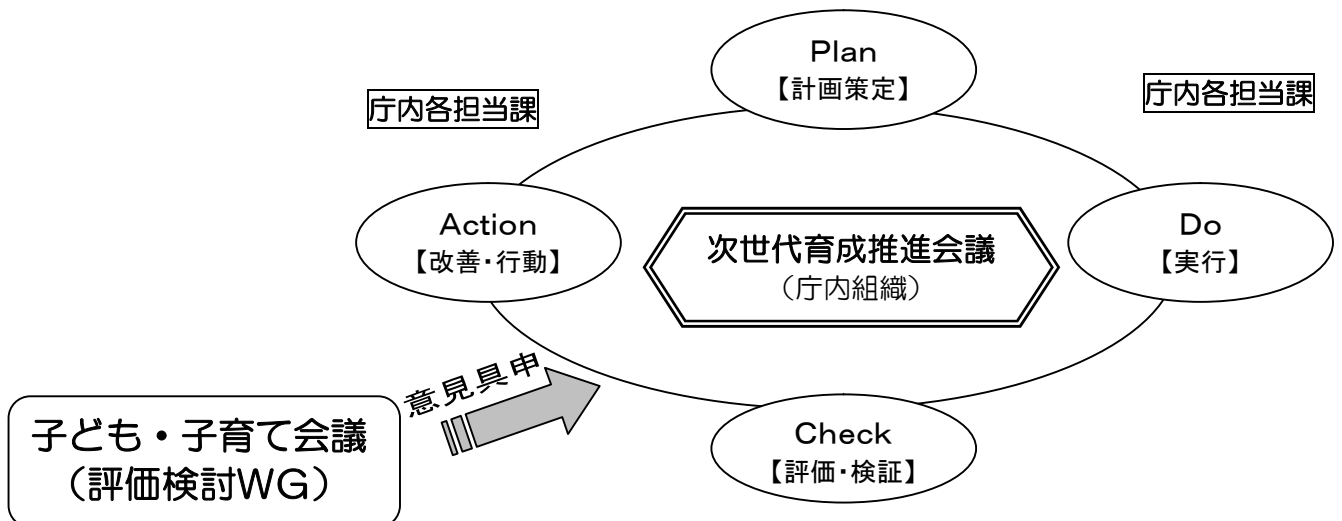 Plan
【計画策定】
庁内各担当課
庁内各担当課
Action
【改善・行動】
次世代育成推進会議
（庁内組織）
Do
【実行】
意見具申
子ども・子育て会議
（評価検討WG）
Check
【評価・検証】